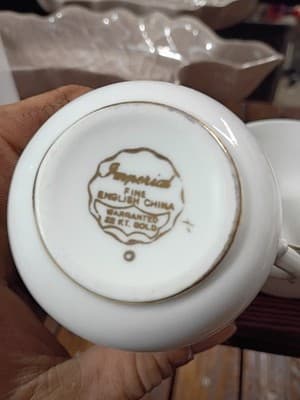 Imperial
FINE
ENGLISH CHINA
WARRANTED
22 KT. GOLD